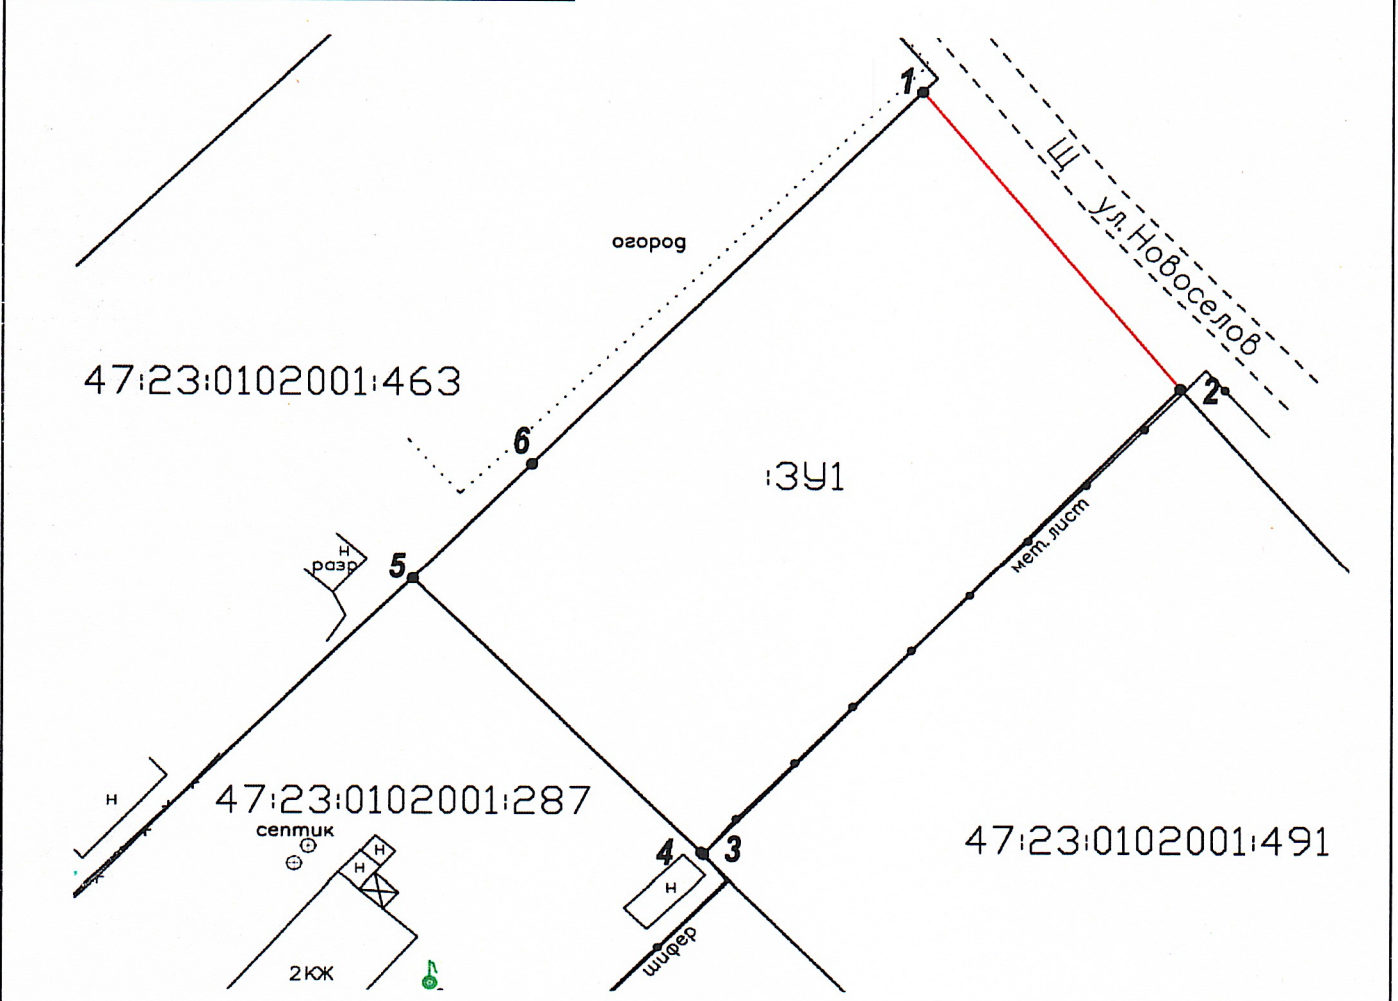 1
Щ
ул. Новоселов
огород
47:23:0102001:463
2
6
:ЗУ1
мет. лист
Н
разр
5
Н
47:23:0102001:287
септик
47:23:0102001:491
4
3
Н
Н
Н
шифер
2КЖ